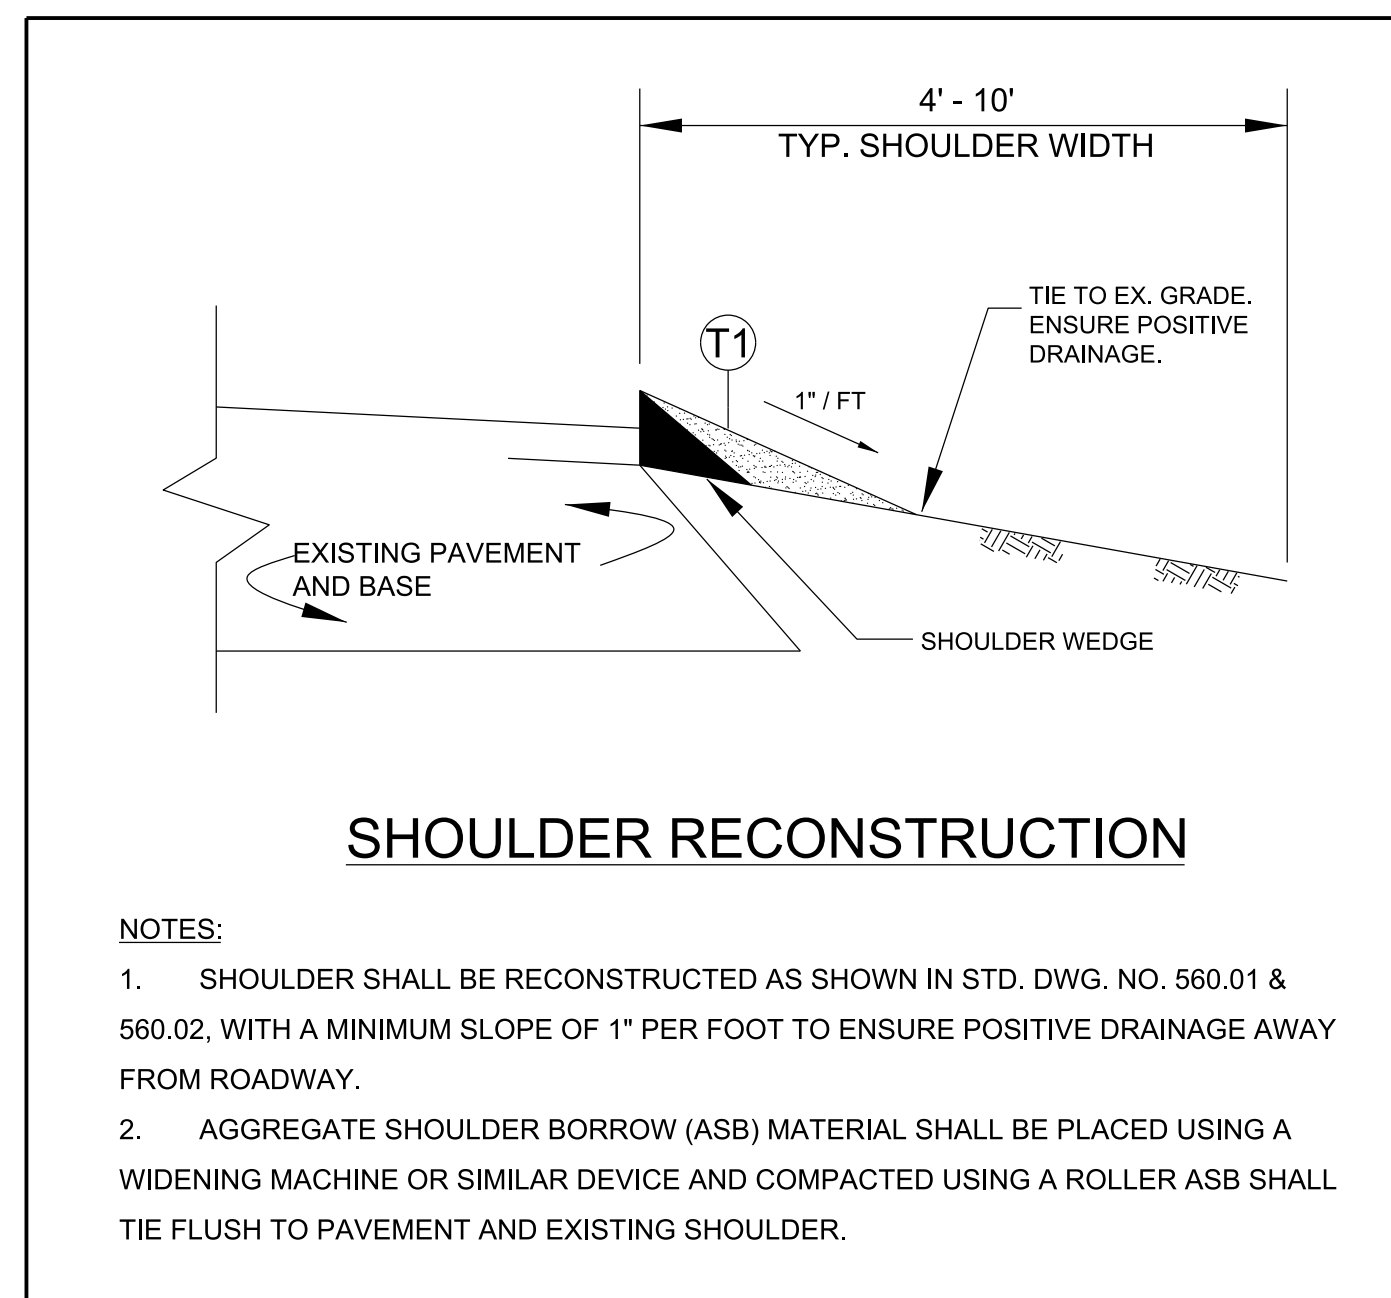 4' - 10'
TYP. SHOULDER WIDTH
TIE TO EX. GRADE.
ENSURE POSITIVE
DRAINAGE.
T1
1" / FT
EXISTING PAVEMENT
AND BASE
SHOULDER WEDGE
SHOULDER RECONSTRUCTION
NOTES:
1. SHOULDER SHALL BE RECONSTRUCTED AS SHOWN IN STD. DWG. NO. 560.01 &
560.02, WITH A MINIMUM SLOPE OF 1" PER FOOT TO ENSURE POSITIVE DRAINAGE AWAY
FROM ROADWAY.
2. AGGREGATE SHOULDER BORROW (ASB) MATERIAL SHALL BE PLACED USING A
WIDENING MACHINE OR SIMILAR DEVICE AND COMPACTED USING A ROLLER ASB SHALL
TIE FLUSH TO PAVEMENT AND EXISTING SHOULDER.